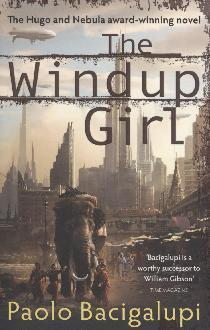 The Hugo and Nebula award-winning novel
The
Windup
Girl
'Bacigalupi is a
worthy successor to
William Gibson'
TIME MAGAZINE
Paolo Bacigalupi